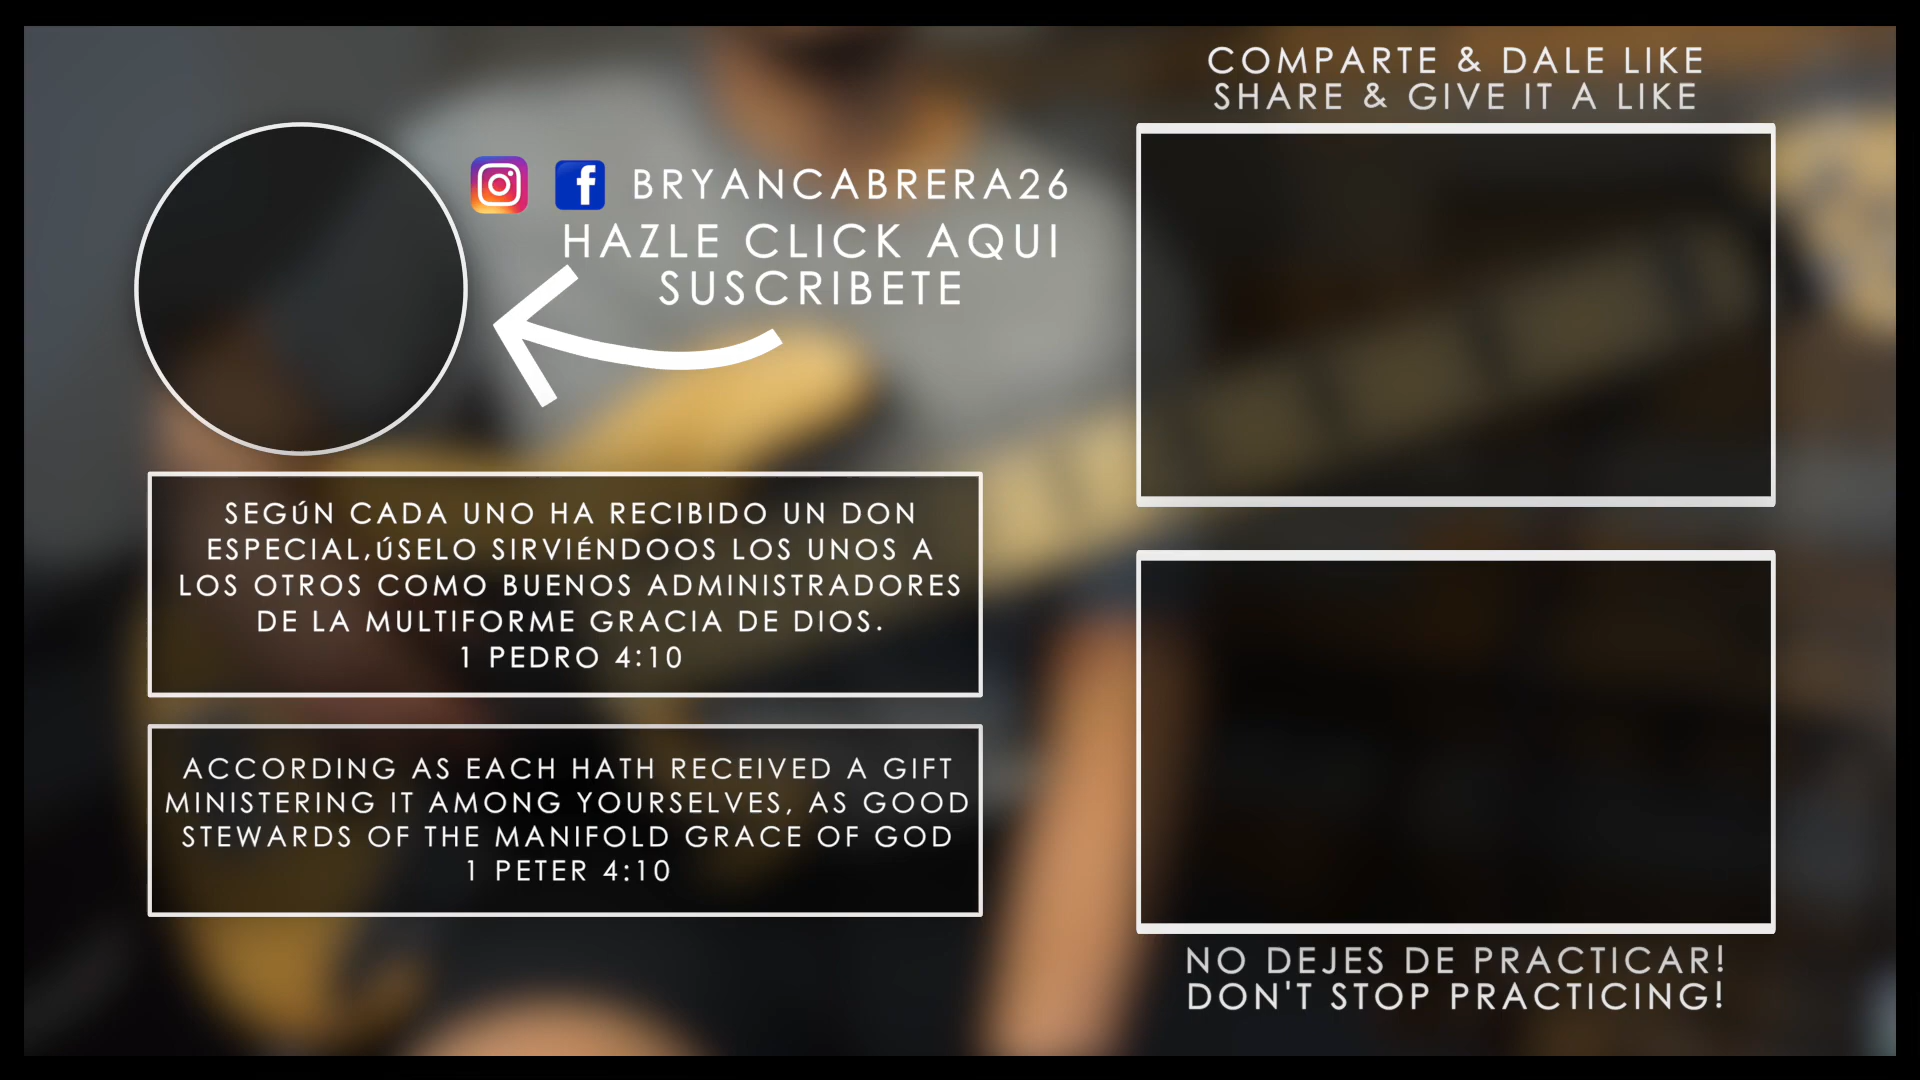 COMPARTE & DALE LIKE
SHARE & GIVE IT A LIKE
BRYANCABRERA26
HAZLE CLICK AQUI
SUSCRIBETE
SEGÚN CADA UNO HA RECIBIDO UN DON
ESPECIAL,ÚSELO SIRVIÉNDOOS LOS UNOS A
LOS OTROS COMO BUENOS ADMINISTRADORES
DE LA MULTIFORME GRACIA DE DIOS.
1 PEDRO 4:10
ACCORDING AS EACH HATH RECEIVED A GIFT
MINISTERING IT AMONG YOURSELVES, AS GOOD
STEWARDS OF THE MANIFOLD GRACE OF GOD
1 PETER 4:10
NO DEJES DE PRACTICAR!
DON'T STOP PRACTICING!